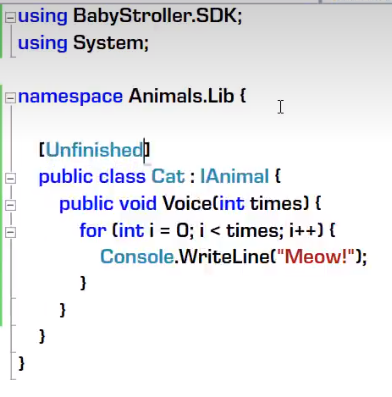 using BabyStroller.SDK;
using System;
namespace Animals.Lib {
[Unfinished]
public class Cat : IAnimal {
public void Voice(int times) {
for (int i = 0; i < times; i++) {
Console.WriteLine("Meow!");
}
}
}
}